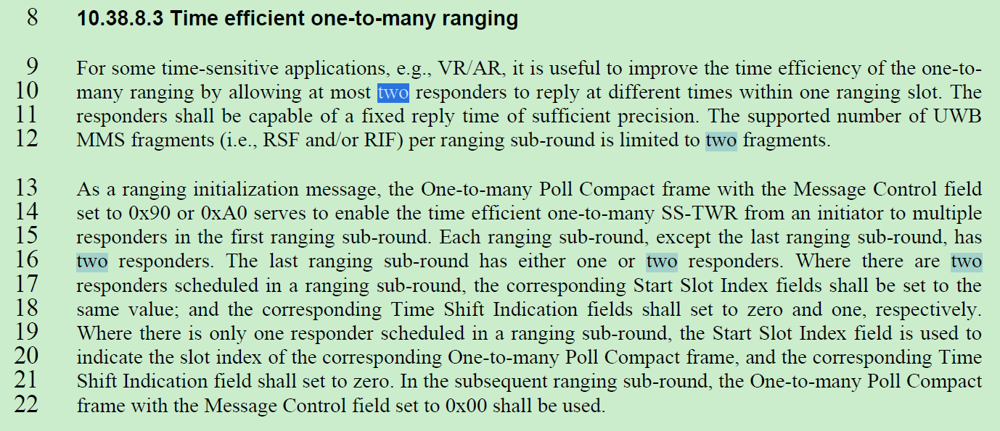 8 10.38.8.3 Time efficient one-to-many ranging
9 For some time-sensitive applications, e.g., VR/AR, it is useful to improve the time efficiency of the one-to-
10 many ranging by allowing at most two responders to reply at different times within one ranging slot. The
11 responders shall be capable of a fixed reply time of sufficient precision. The supported number of UWB
12 MMS fragments (i.e., RSF and/or RIF) per ranging sub-round is limited to two fragments.
13 As a ranging initialization message, the One-to-many Poll Compact frame with the Message Control field
14 set to 0x90 or 0xA0 serves to enable the time efficient one-to-many SS-TWR from an initiator to multiple
15 responders in the first ranging sub-round. Each ranging sub-round, except the last ranging sub-round, has
16 two responders. The last ranging sub-round has either one or two responders. Where there are two
17 responders scheduled in a ranging sub-round, the corresponding Start Slot Index fields shall be set to the
18 same value; and the corresponding Time Shift Indication fields shall set to zero and one, respectively.
19 Where there is only one responder scheduled in a ranging sub-round, the Start Slot Index field is used to
20 indicate the slot index of the corresponding One-to-many Poll Compact frame, and the corresponding Time
21 Shift Indication field shall set to zero. In the subsequent ranging sub-round, the One-to-many Poll Compact
22 frame with the Message Control field set to 0x00 shall be used.